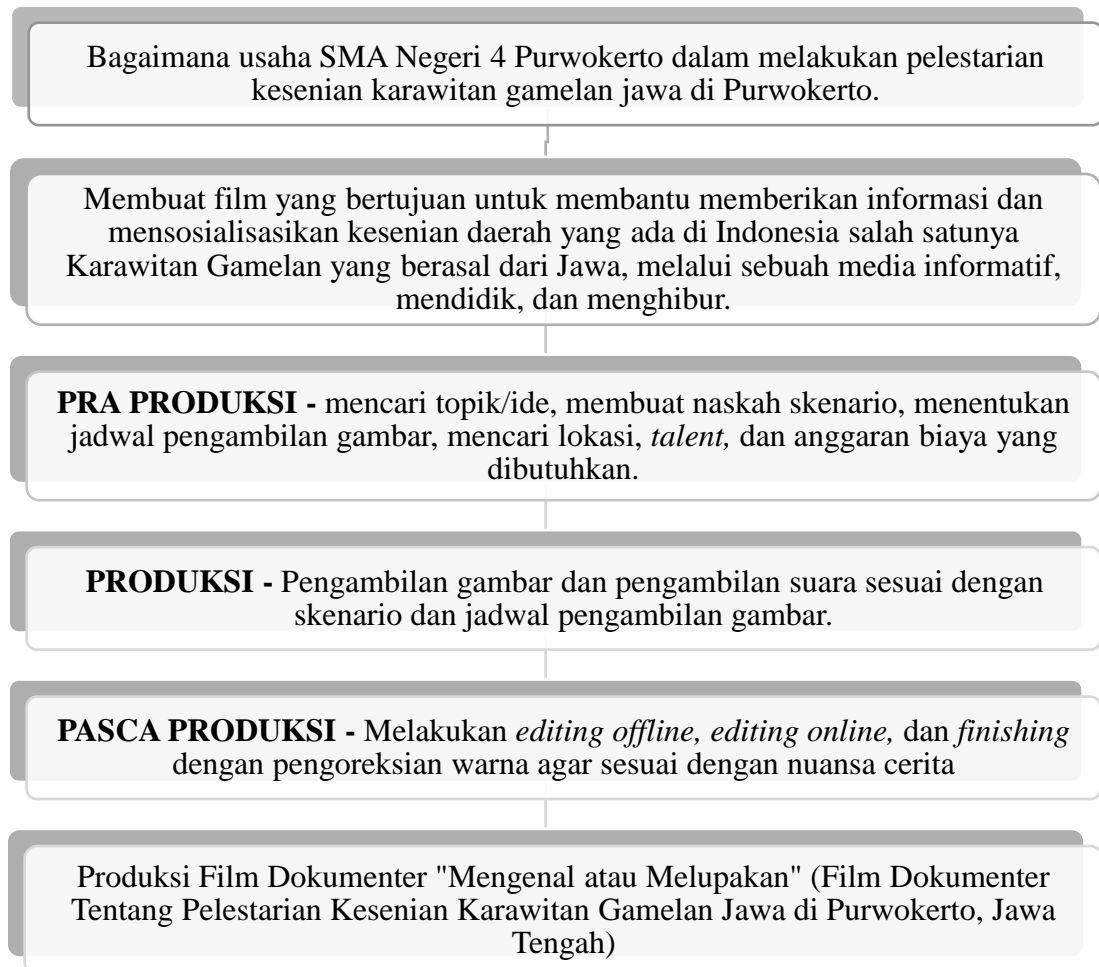 Bagaimana usaha SMA Negeri 4 Purwokerto dalam melakukan pelestarian
kesenian karawitan gamelan jawa di Purwokerto.
Membuat film yang bertujuan untuk membantu memberikan informasi dan
mensosialisasikan kesenian daerah yang ada di Indonesia salah satunya
Karawitan Gamelan yang berasal dari Jawa, melalui sebuah media informatif,
mendidik, dan menghibur.
PRA PRODUKSI - mencari topik/ide, membuat naskah skenario, menentukan
jadwal pengambilan gambar, mencari lokasi, talent, dan anggaran biaya yang
dibutuhkan.
PRODUKSI - Pengambilan gambar dan pengambilan suara sesuai dengan
skenario dan jadwal pengambilan gambar.
PASCA PRODUKSI - Melakukan editing offline, editing online, dan finishing
dengan pengoreksian warna agar sesuai dengan nuansa cerita
Produksi Film Dokumenter "Mengenal atau Melupakan" (Film Dokumenter
Tentang Pelestarian Kesenian Karawitan Gamelan Jawa di Purwokerto, Jawa
Tengah)